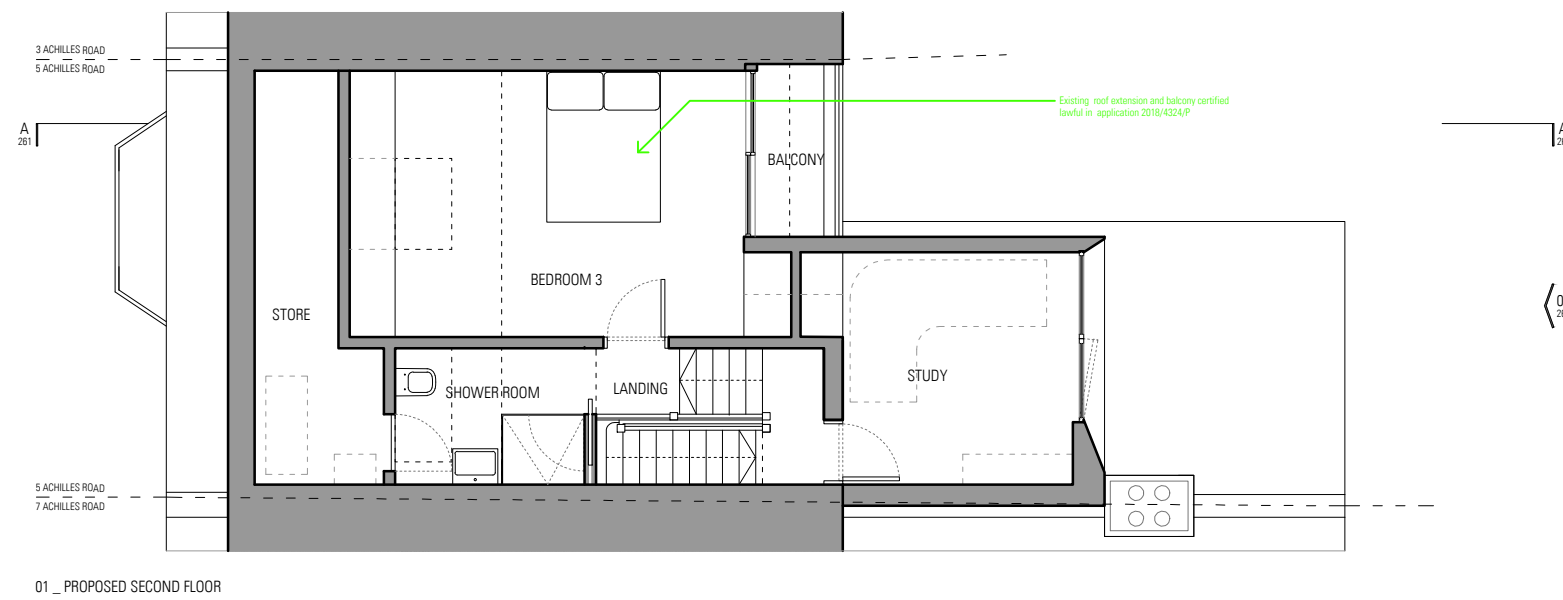 3 ACHILLES ROAD
5 ACHILLES ROAD
A
261
Existing roof extension and balcony certified
lawful in application 2018/4324/P
BALCONY
BEDROOM 3
STORE
STUDY
SHOWER ROOM
LANDING
5 ACHILLES ROAD
7 ACHILLES ROAD
01 _ PROPOSED SECOND FLOOR